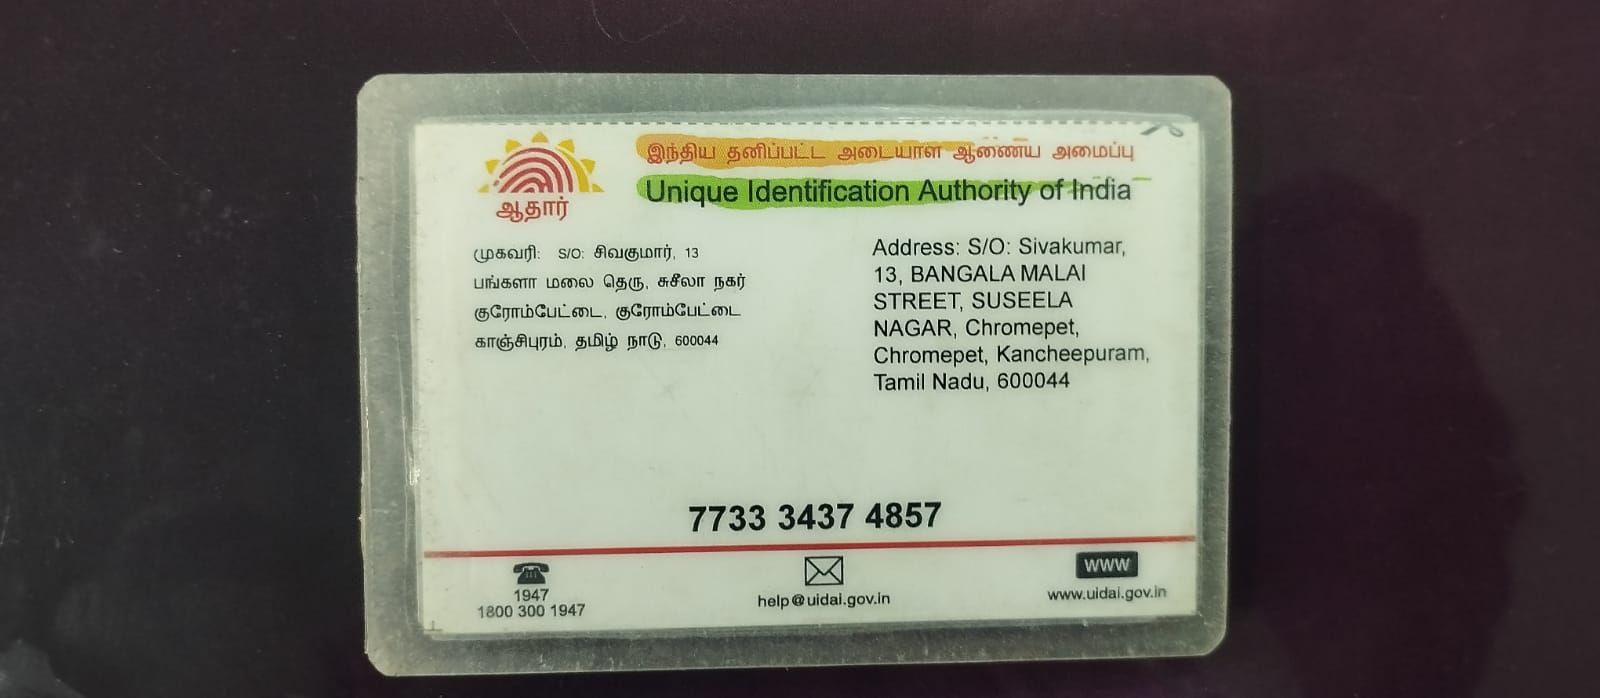 இந்திய தனிப்பட்ட அடையாள ஆணைய அமைப்பு
Unique Identification Authority of India
ஆதார்
முகவரி: S/O: சிவகுமார், 13
பங்களா மலை தெரு, சுசீலா நகர்
குரோம்பேட்டை, குரோம்பேட்டை
காஞ்சிபுரம், தமிழ் நாடு, 600044
Address: S/O: Sivakumar,
13, BANGALA MALAI
STREET, SUSEELA
NAGAR, Chromepet,
Chromepet, Kancheepuram,
Tamil Nadu, 600044
7733 3437 4857
1947
1800 300 1947
help@uidai.gov.in
WWW
www.uidai.gov.in